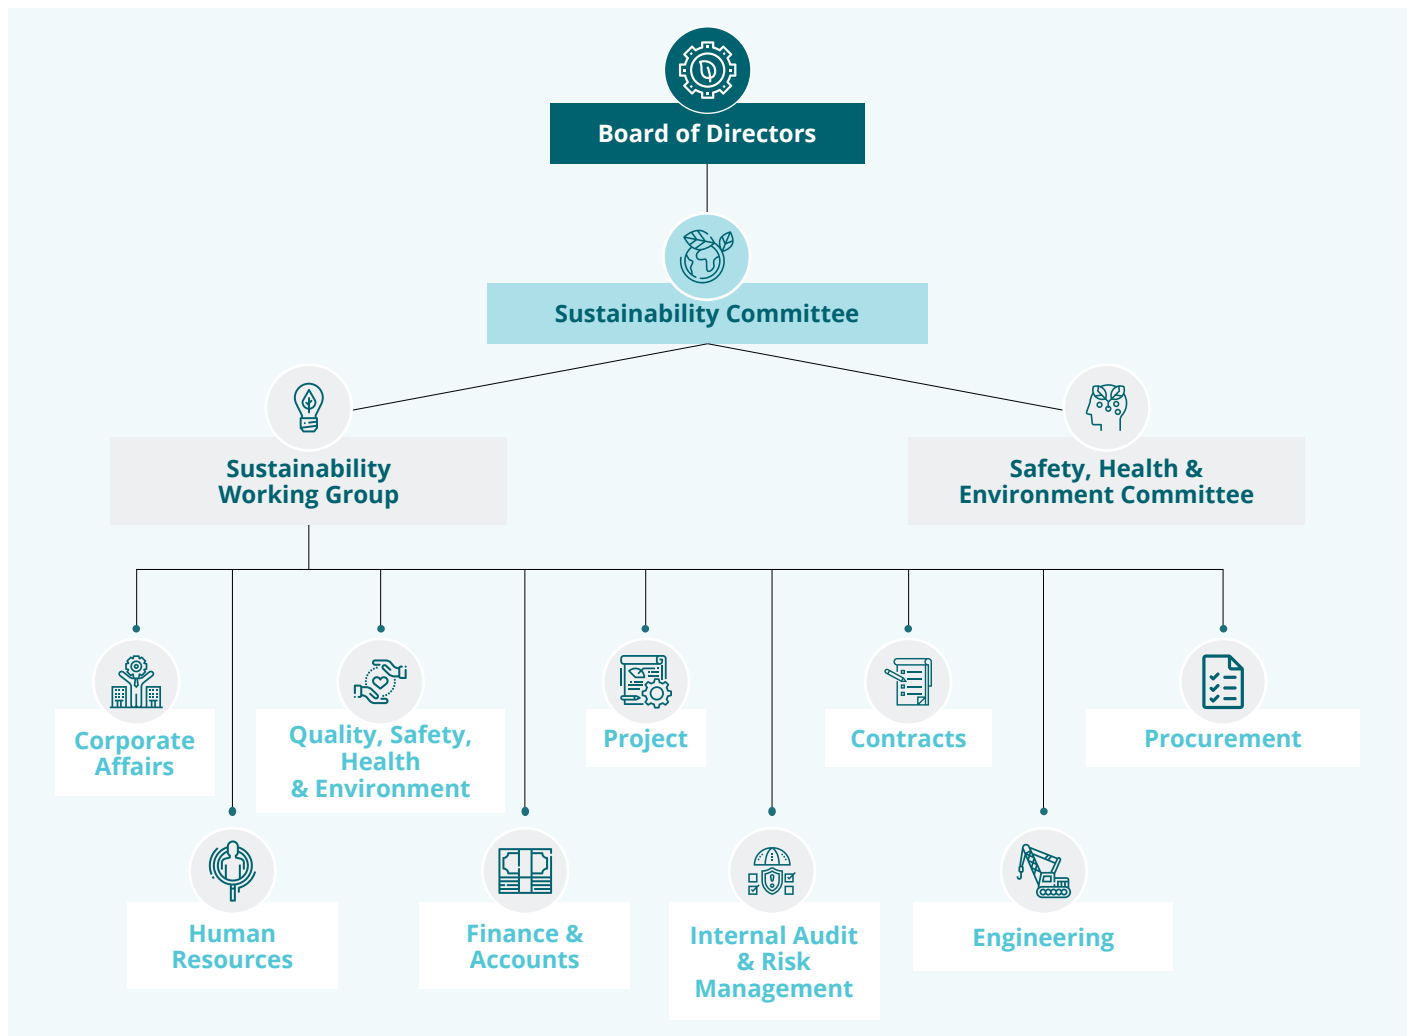 Board of Directors
Sustainability Committee
Sustainability
Working Group
Safety, Health &
Environment Committee
Corporate
Affairs
Quality, Safety,
Health
& Environment
Project
Contracts
Procurement
Human
Resources
Finance &
Accounts
Internal Audit
& Risk
Management
Engineering